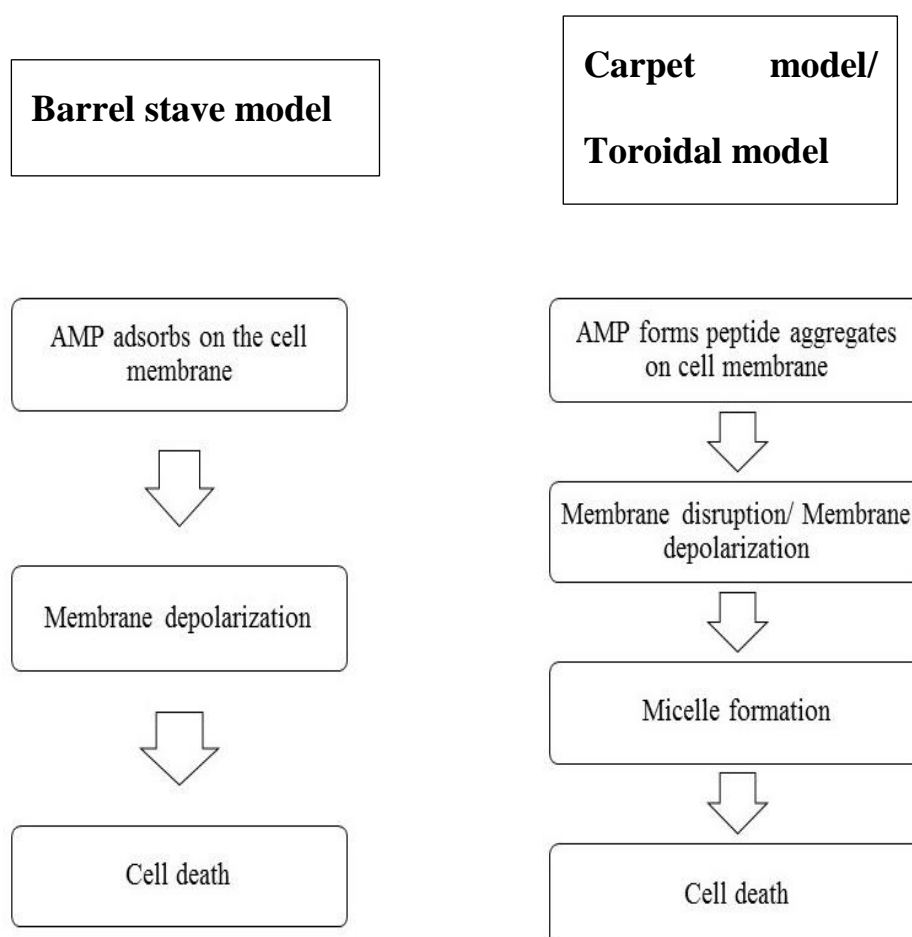 Barrel stave model
Carpet model/
Toroidal model
AMP adsorbs on the cell
membrane
Membrane depolarization
Cell death
AMP forms peptide aggregates
on cell membrane
Membrane disruption/ Membrane
depolarization
Micelle formation
Cell death